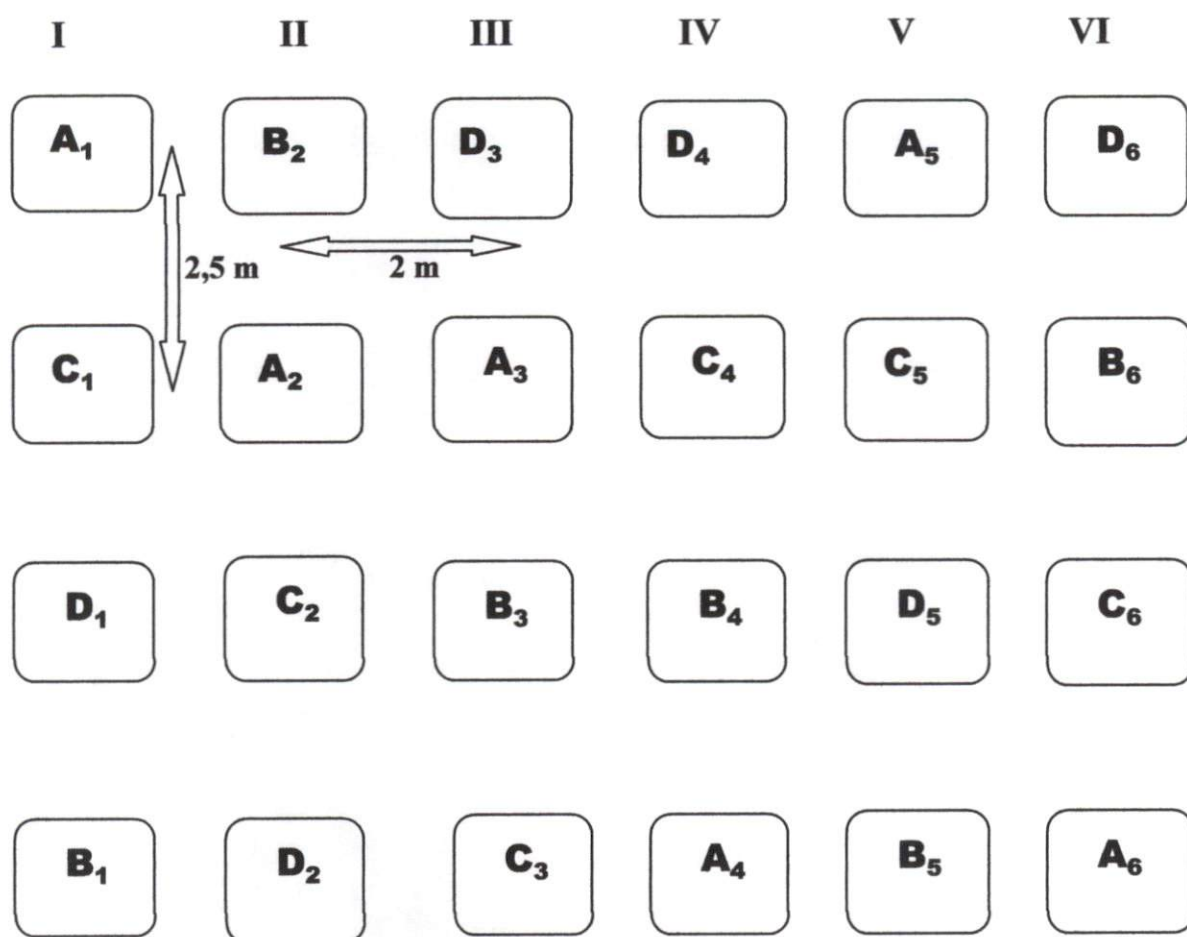 I II III IV V VI
A₁ B₂ D₃ D₄ A₅ D₆
2,5 m 2 m
C₁ A₂ A₃ C₄ C₅ B₆
D₁ C₂ B₃ B₄ D₅ C₆
B₁ D₂ C₃ A₄ B₅ A₆